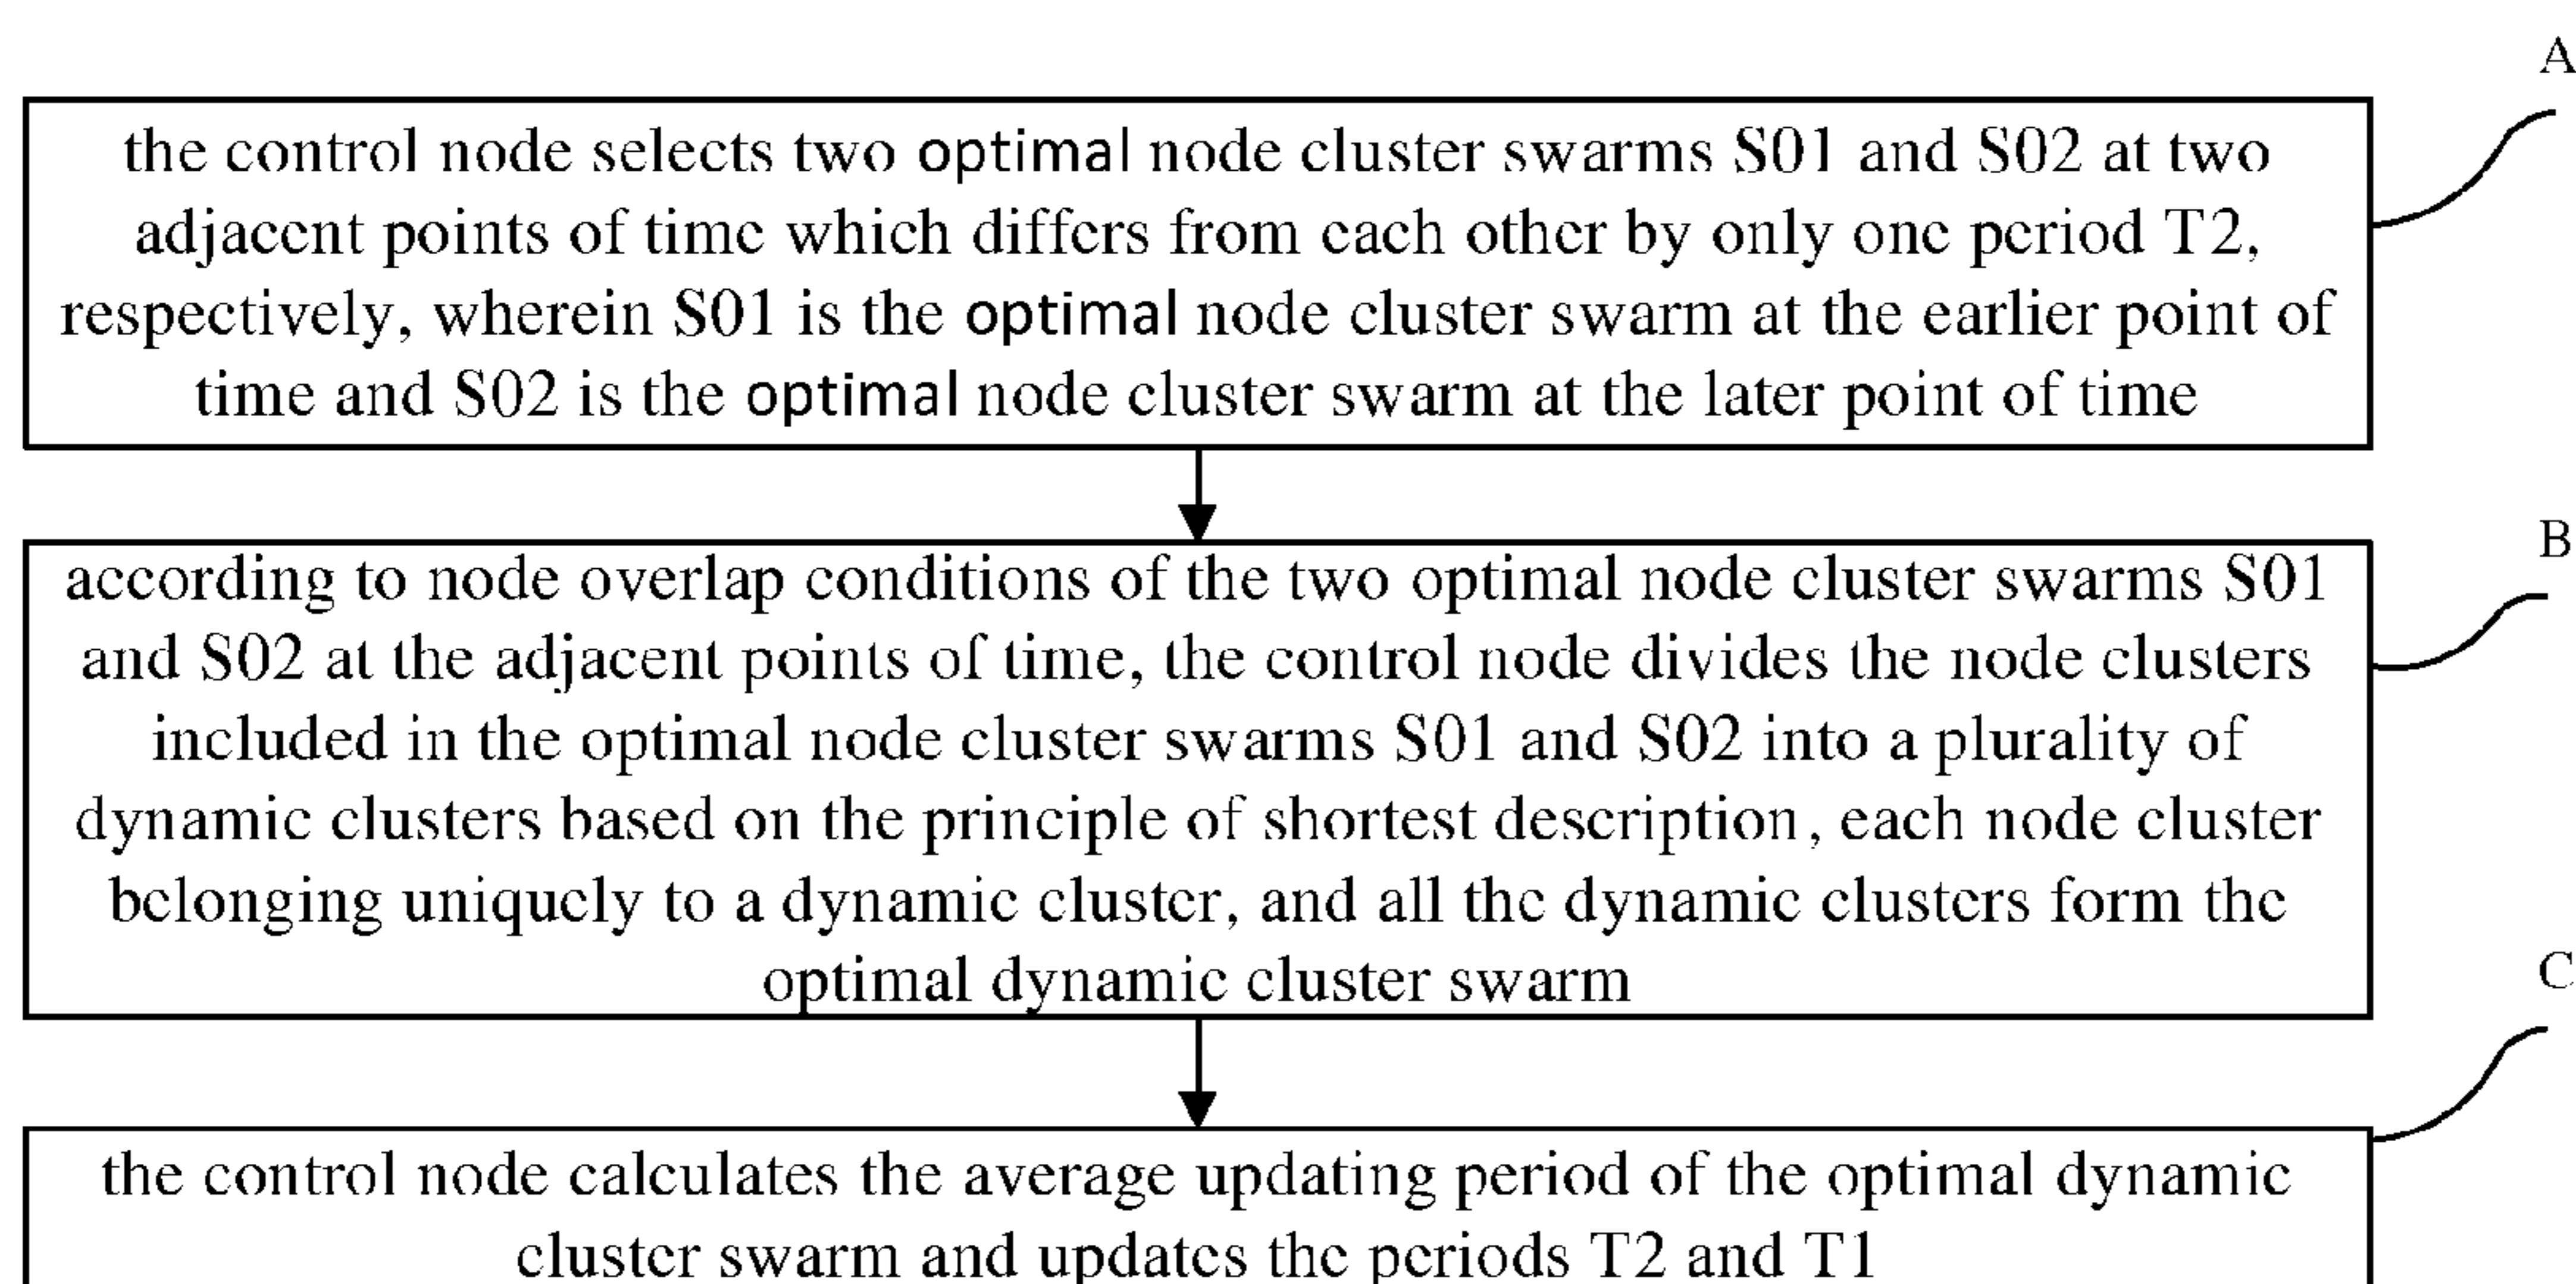 A
the control node selects two optimal node cluster swarms S01 and S02 at two
adjacent points of time which differs from each other by only one period T2,
respectively, wherein S01 is the optimal node cluster swarm at the earlier point of
time and S02 is the optimal node cluster swarm at the later point of time
B
according to node overlap conditions of the two optimal node cluster swarms S01
and S02 at the adjacent points of time, the control node divides the node clusters
included in the optimal node cluster swarms S01 and S02 into a plurality of
dynamic clusters based on the principle of shortest description, each node cluster
belonging uniquely to a dynamic cluster, and all the dynamic clusters form the
optimal dynamic cluster swarm
C
the control node calculates the average updating period of the optimal dynamic
cluster swarm and updates the periods T2 and T1